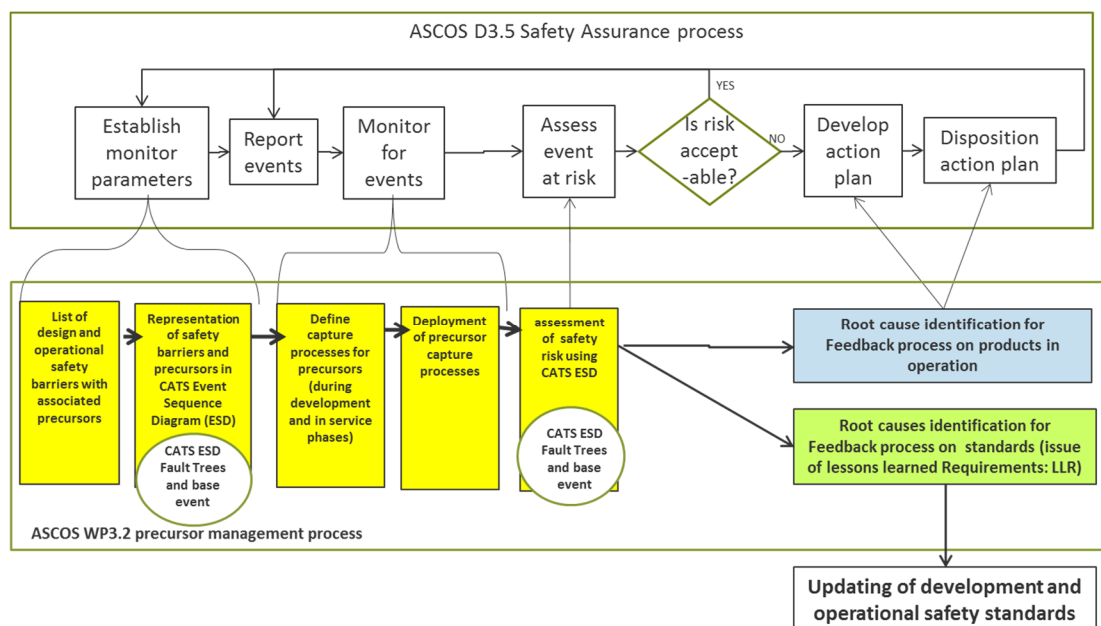 ASCOS D3.5 Safety Assurance process
YES
Establish
monitor
parameters
Report
events
Monitor
for
events
Assess
event
at risk
Is risk
accept
-able?
NO
Develop
action
plan
Disposition
action plan
List of
design and
operational
safety
barriers with
associated
precursors
Representation
of safety
barriers and
precursors in
CATS Event
Sequence
Diagram (ESD)
CATS ESD
Fault Trees
and base
event
Define
capture
processes for
precursors
(during
development
and in service
phases)
Deployment
of precursor
capture
processes
assessment
of safety
risk using
CATS ESD
CATS ESD
Fault Trees
and base
event
Root cause identification for
Feedback process on products in
operation
Root causes identification for
Feedback process on standards (issue
of lessons learned Requirements: LLR)
ASCOS WP3.2 precursor management process
Updating of development and
operational safety standards